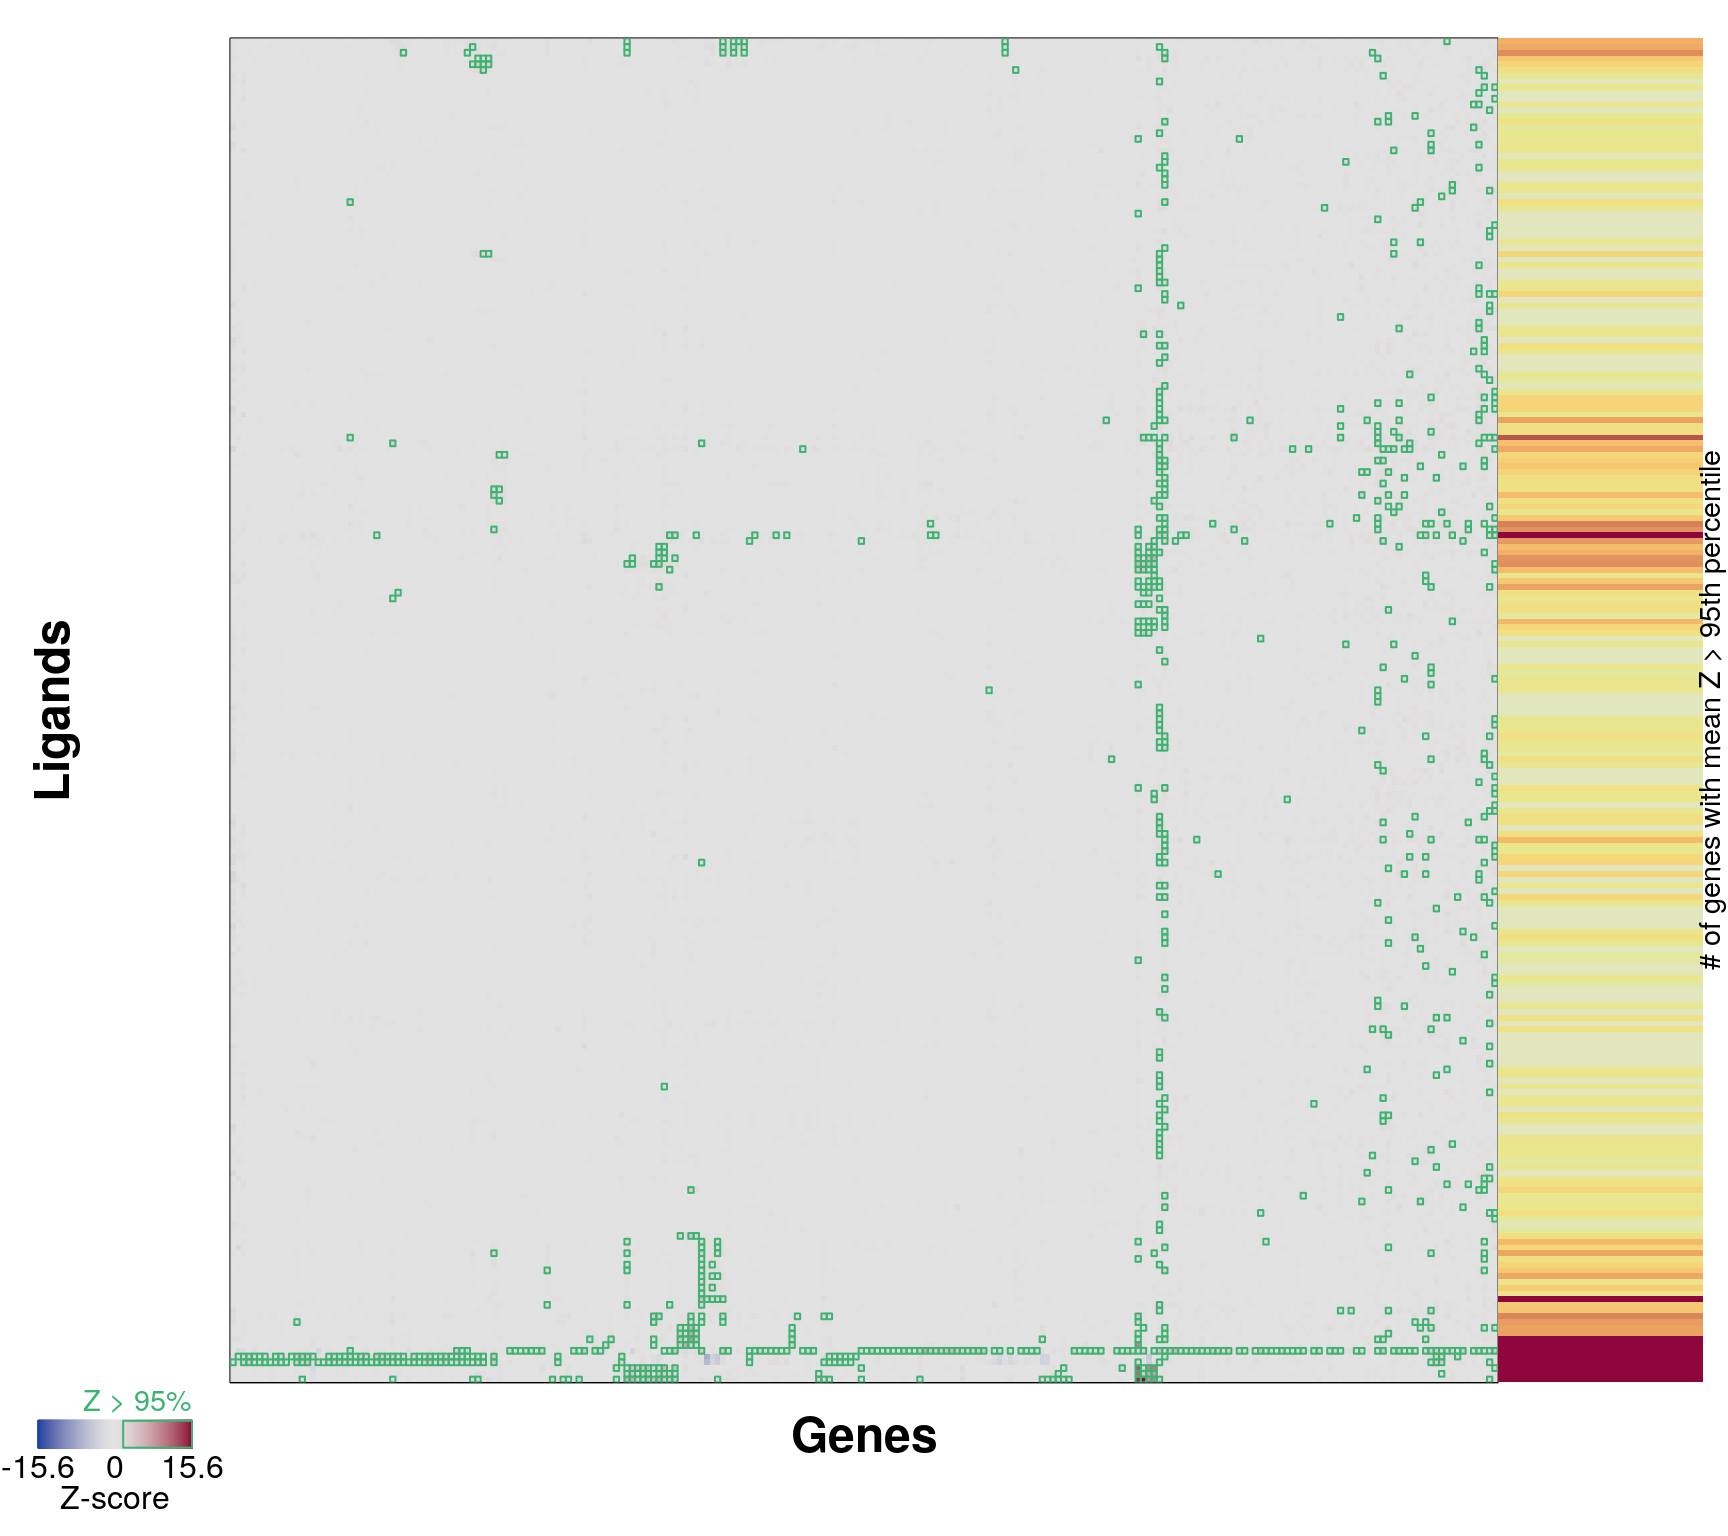 Ligands
# of genes with mean Z > 95th percentile
Z > 95%
-15.6 0 15.6
Z-score
Genes